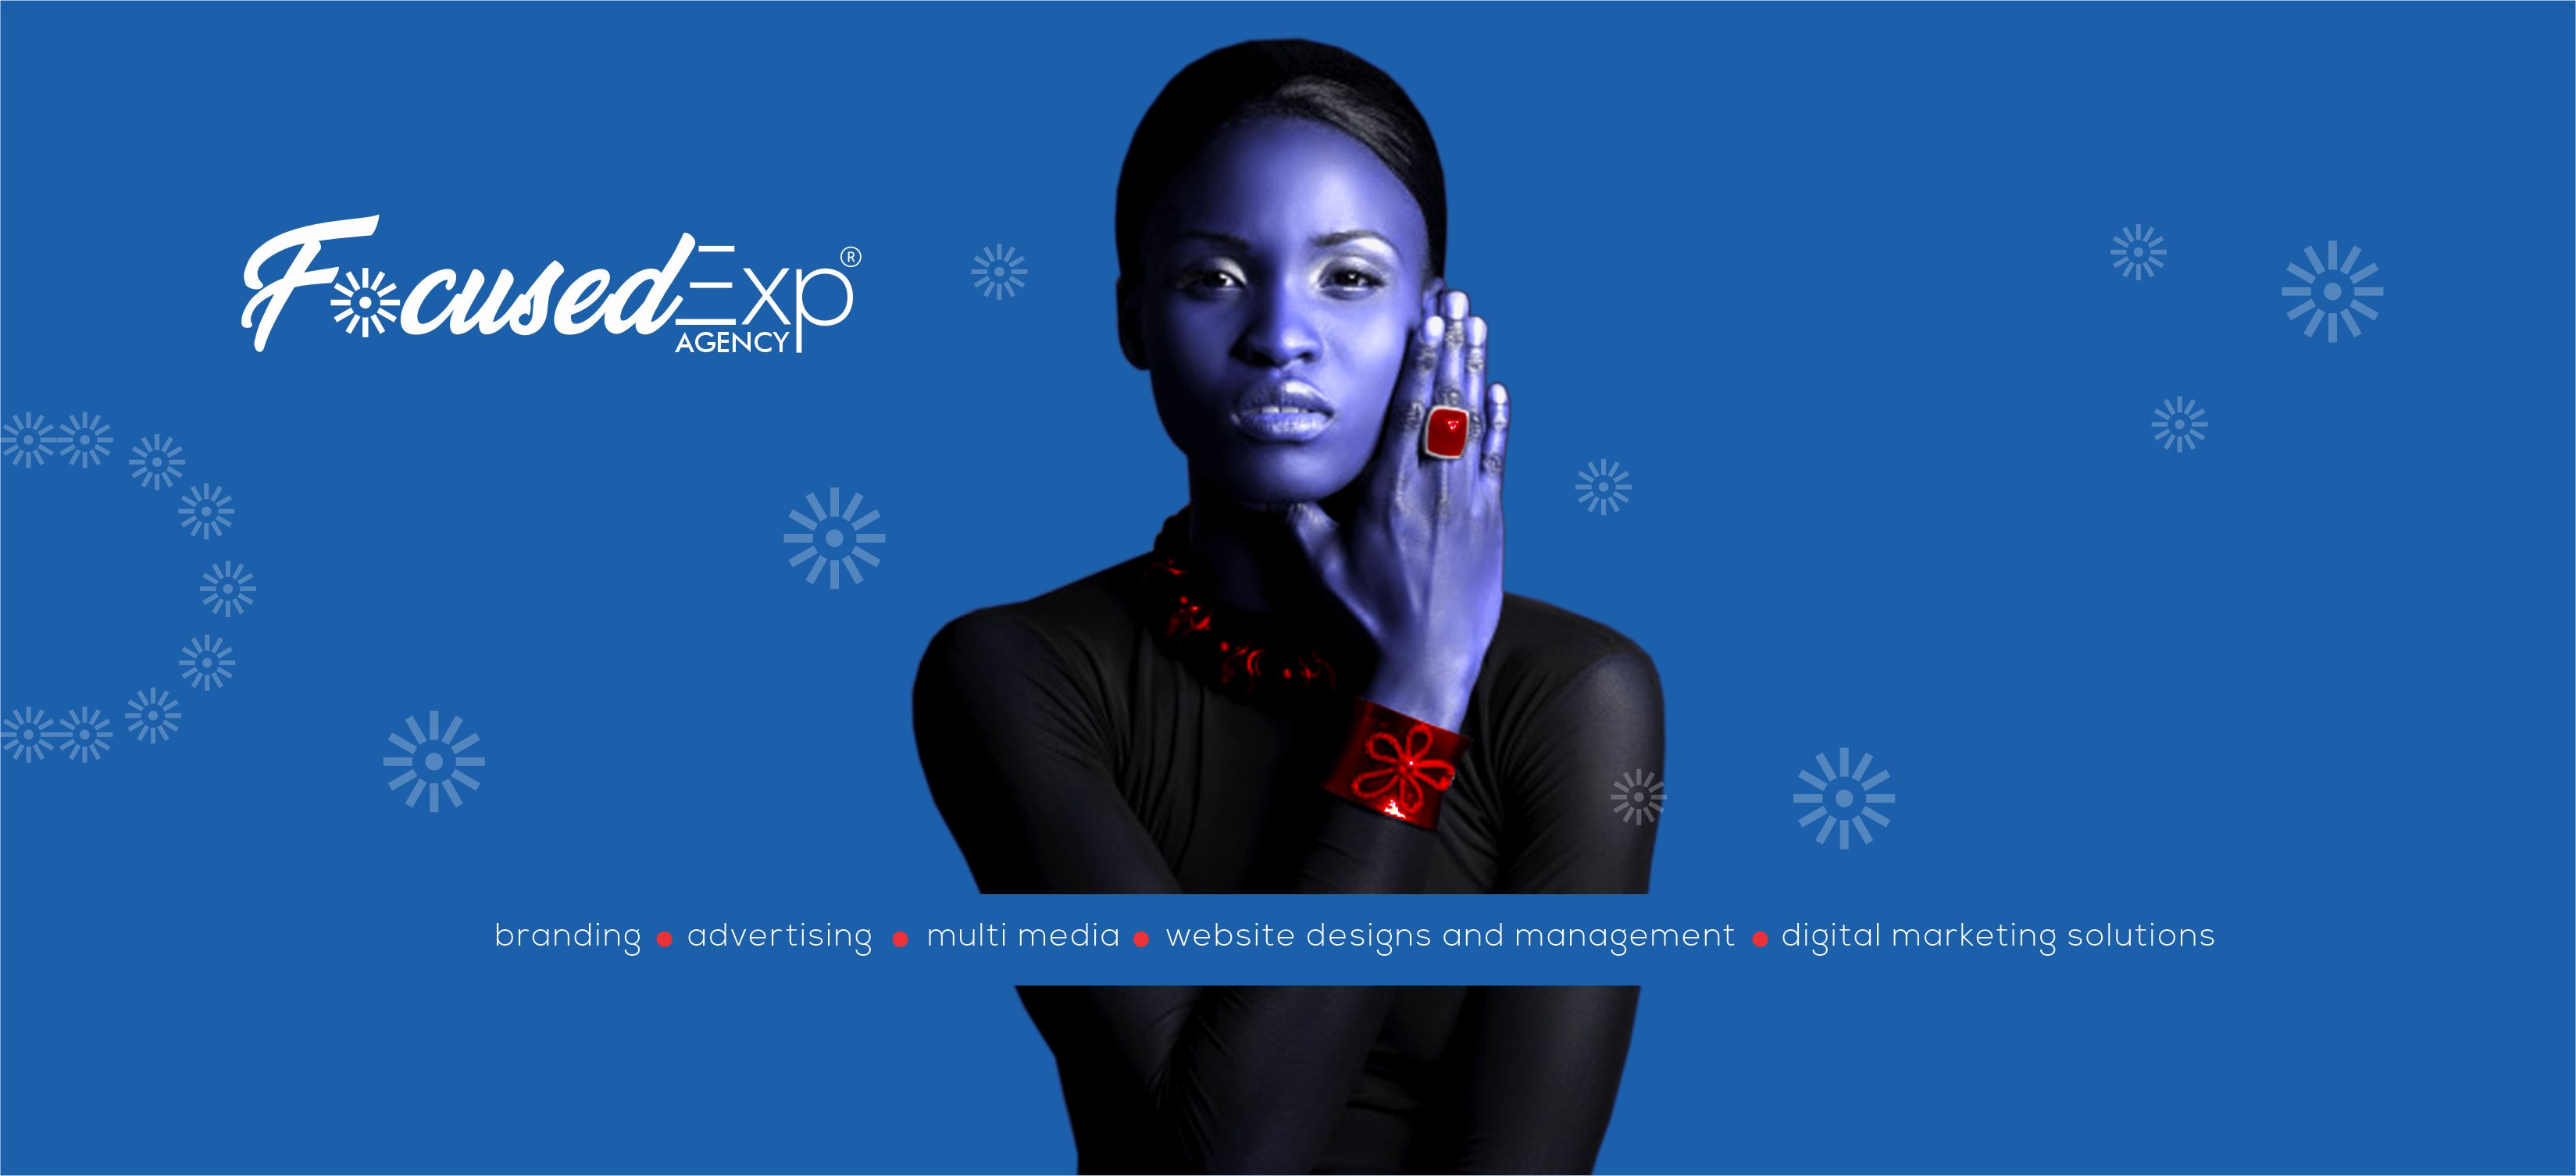 FocusedExp®
AGENCY
branding • advertising • multi media • website designs and management • digital marketing solutions